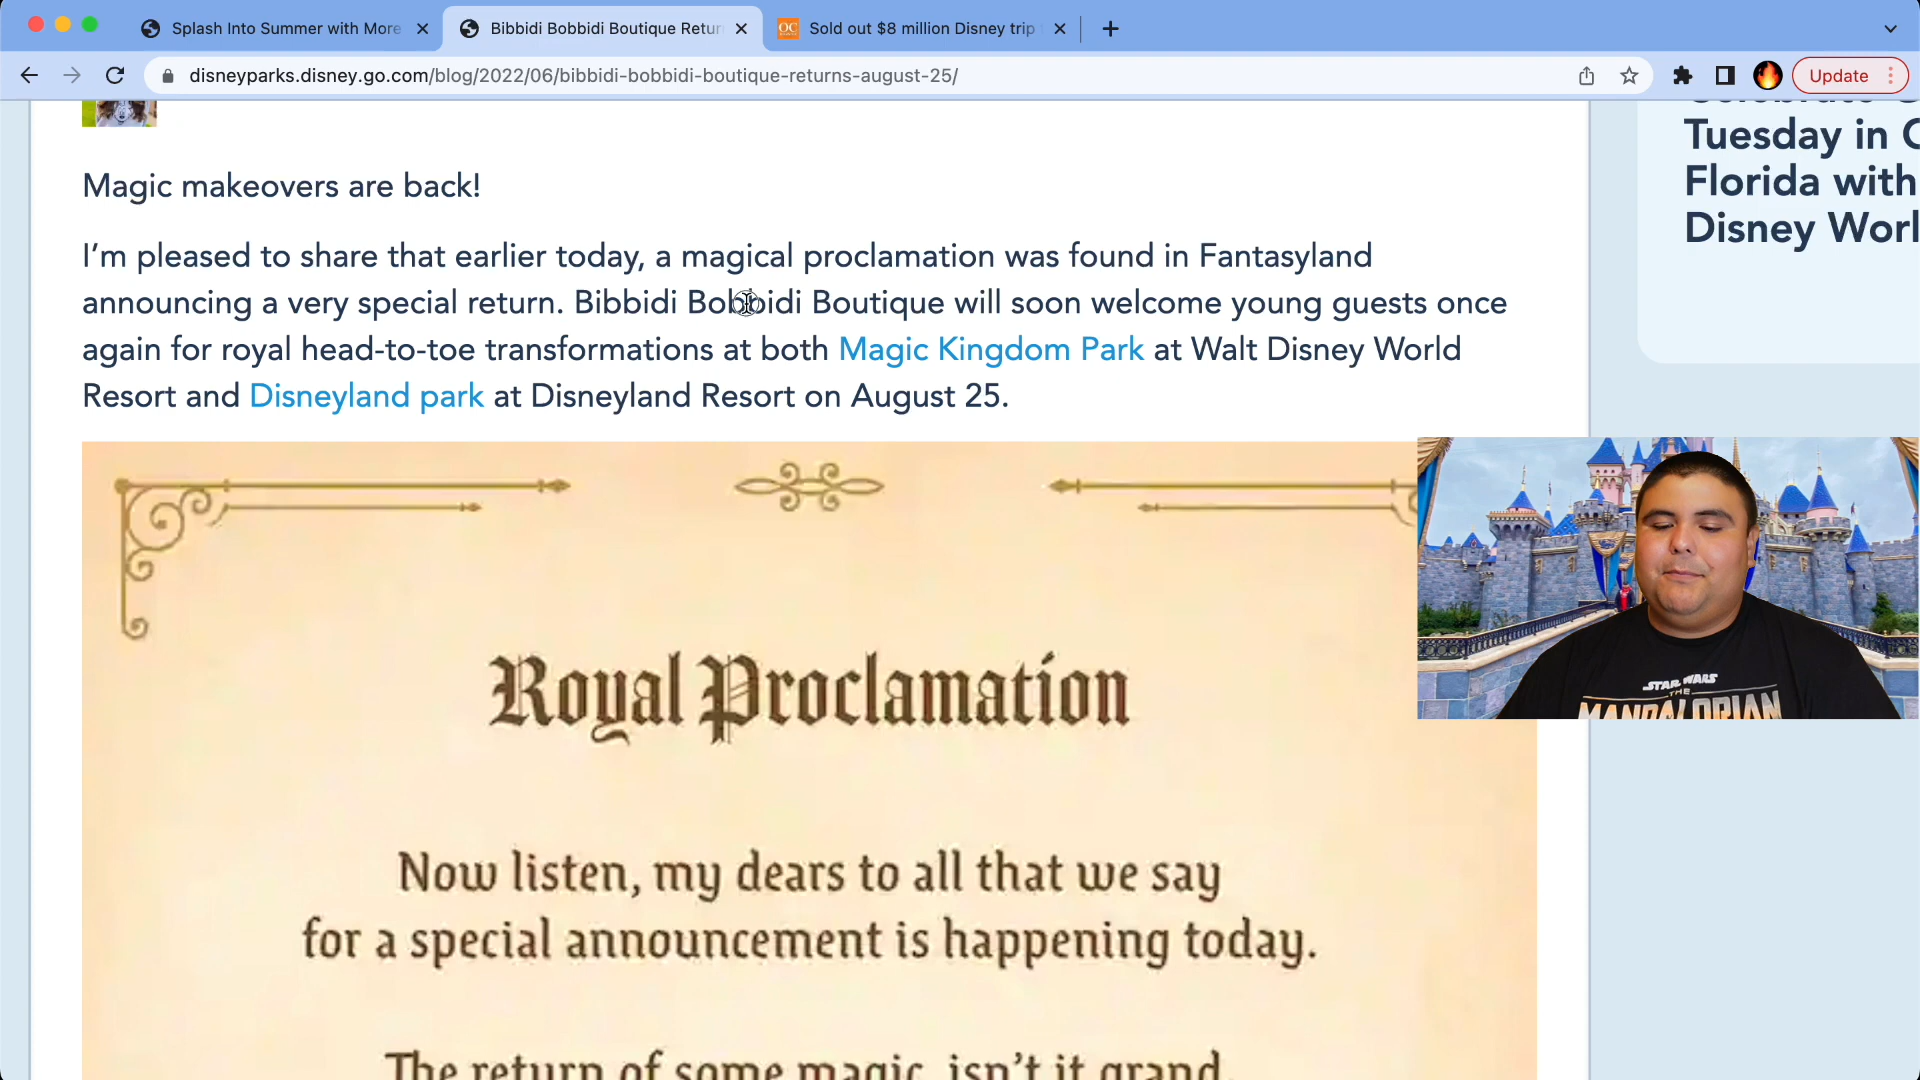 Splash Into Summer with More
Bibbidi Bobbidi Boutique Retur
Sold out $8 million Disney trip
disneyparks.disney.go.com/blog/2022/06/bibbidi-bobbidi-boutique-returns-august-25/
Update
Tuesday in
Florida with
Disney Worl
Magic makeovers are back!
I'm pleased to share that earlier today, a magical proclamation was found in Fantasyland
announcing a very special return. Bibbidi Bobbidi Boutique will soon welcome young guests once
again for royal head-to-toe transformations at both Magic Kingdom Park at Walt Disney World
Resort and Disneyland park at Disneyland Resort on August 25.
Royal Proclamation
Now listen, my dears to all that we say
for a special announcement is happening today.
The return of some magic, isn't it grand
STAR WARS
THE
MANDALORIAN